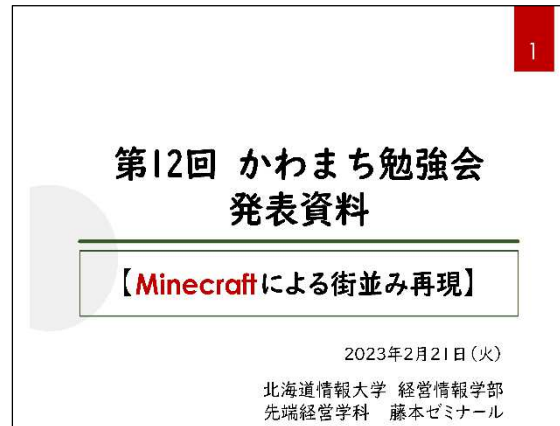 1
第12回 かわまち勉強会
発表資料
【Minecraftによる街並み再現】
2023年2月21日(火)
北海道情報大学 経営情報学部
先端経営学科 藤本ゼミナール